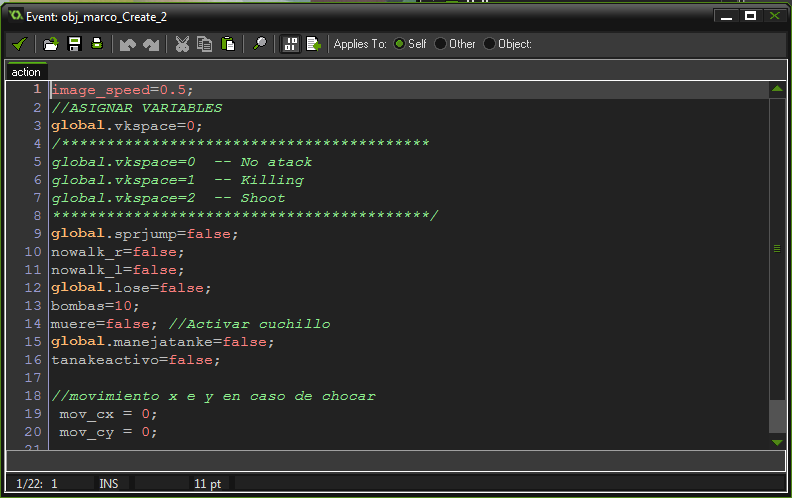 Event: obj_marco_Create_2
Applies To: Self Other Object:
action
1 image_speed=0.5;
2 //ASIGNAR VARIABLES
3 global.vkspace=0;
4 /*****************************************
5 global.vkspace=0  -- No atack
6 global.vkspace=1  -- Killing
7 global.vkspace=2  -- Shoot
8 ******************************************/
9 global.sprjump=false;
10 nowalk_r=false;
11 nowalk_l=false;
12 global.lose=false;
13 bombas=10;
14 muere=false; //Activar cuchillo
15 global.manejatanke=false;
16 tanakeactivo=false;
17
18 //movimiento x e y en caso de chocar
19 mov_cx = 0;
20 mov_cy = 0;
21
1/22: 1 INS 11 pt